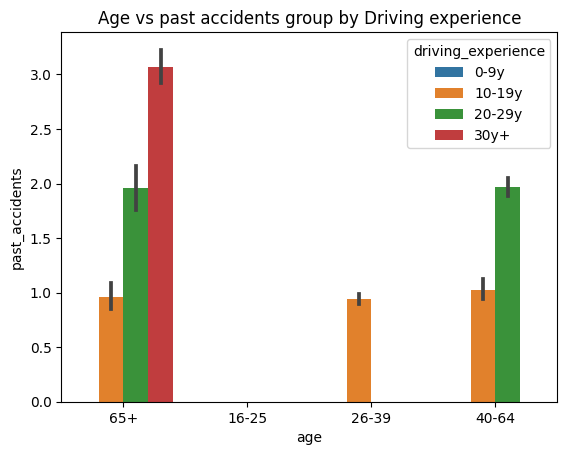 Age vs past accidents group by Driving experience
driving_experience
0-9y
10-19y
20-29y
30y+
past_accidents
3.0
2.5
2.0
1.5
1.0
0.5
0.0
65+
16-25
26-39
40-64
age